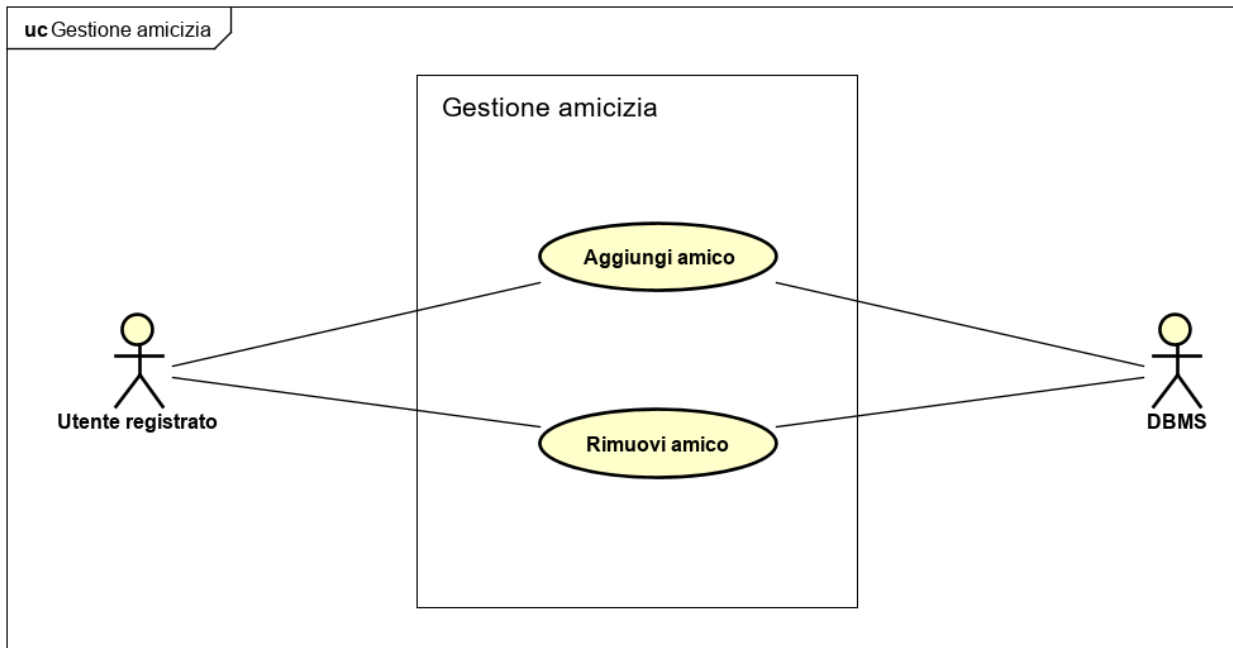 uc Gestione amicizia
Gestione amicizia
Aggiungi amico
Utente registrato
DBMS
Rimuovi amico